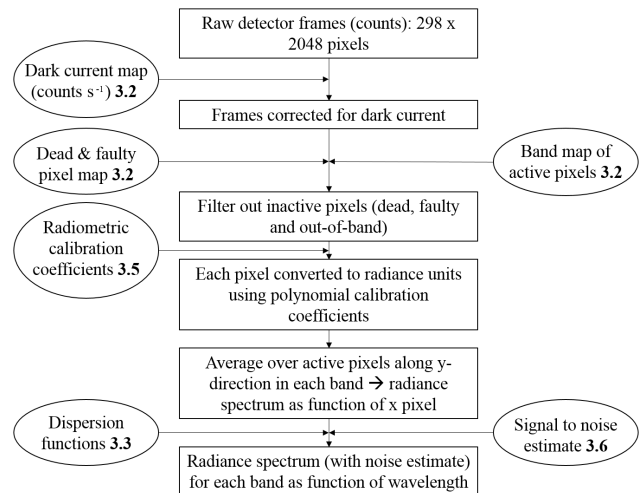 Raw detector frames (counts): 298 x
2048 pixels
Dark current map
(counts s⁻¹) 3.2
Frames corrected for dark current
Dead & faulty
pixel map 3.2
Band map of
active pixels 3.2
Filter out inactive pixels (dead, faulty
and out-of-band)
Radiometric
calibration
coefficients 3.5
Each pixel converted to radiance units
using polynomial calibration
coefficients
Average over active pixels along y-
direction in each band → radiance
spectrum as function of x pixel
Dispersion
functions 3.3
Signal to noise
estimate 3.6
Radiance spectrum (with noise estimate)
for each band as function of wavelength